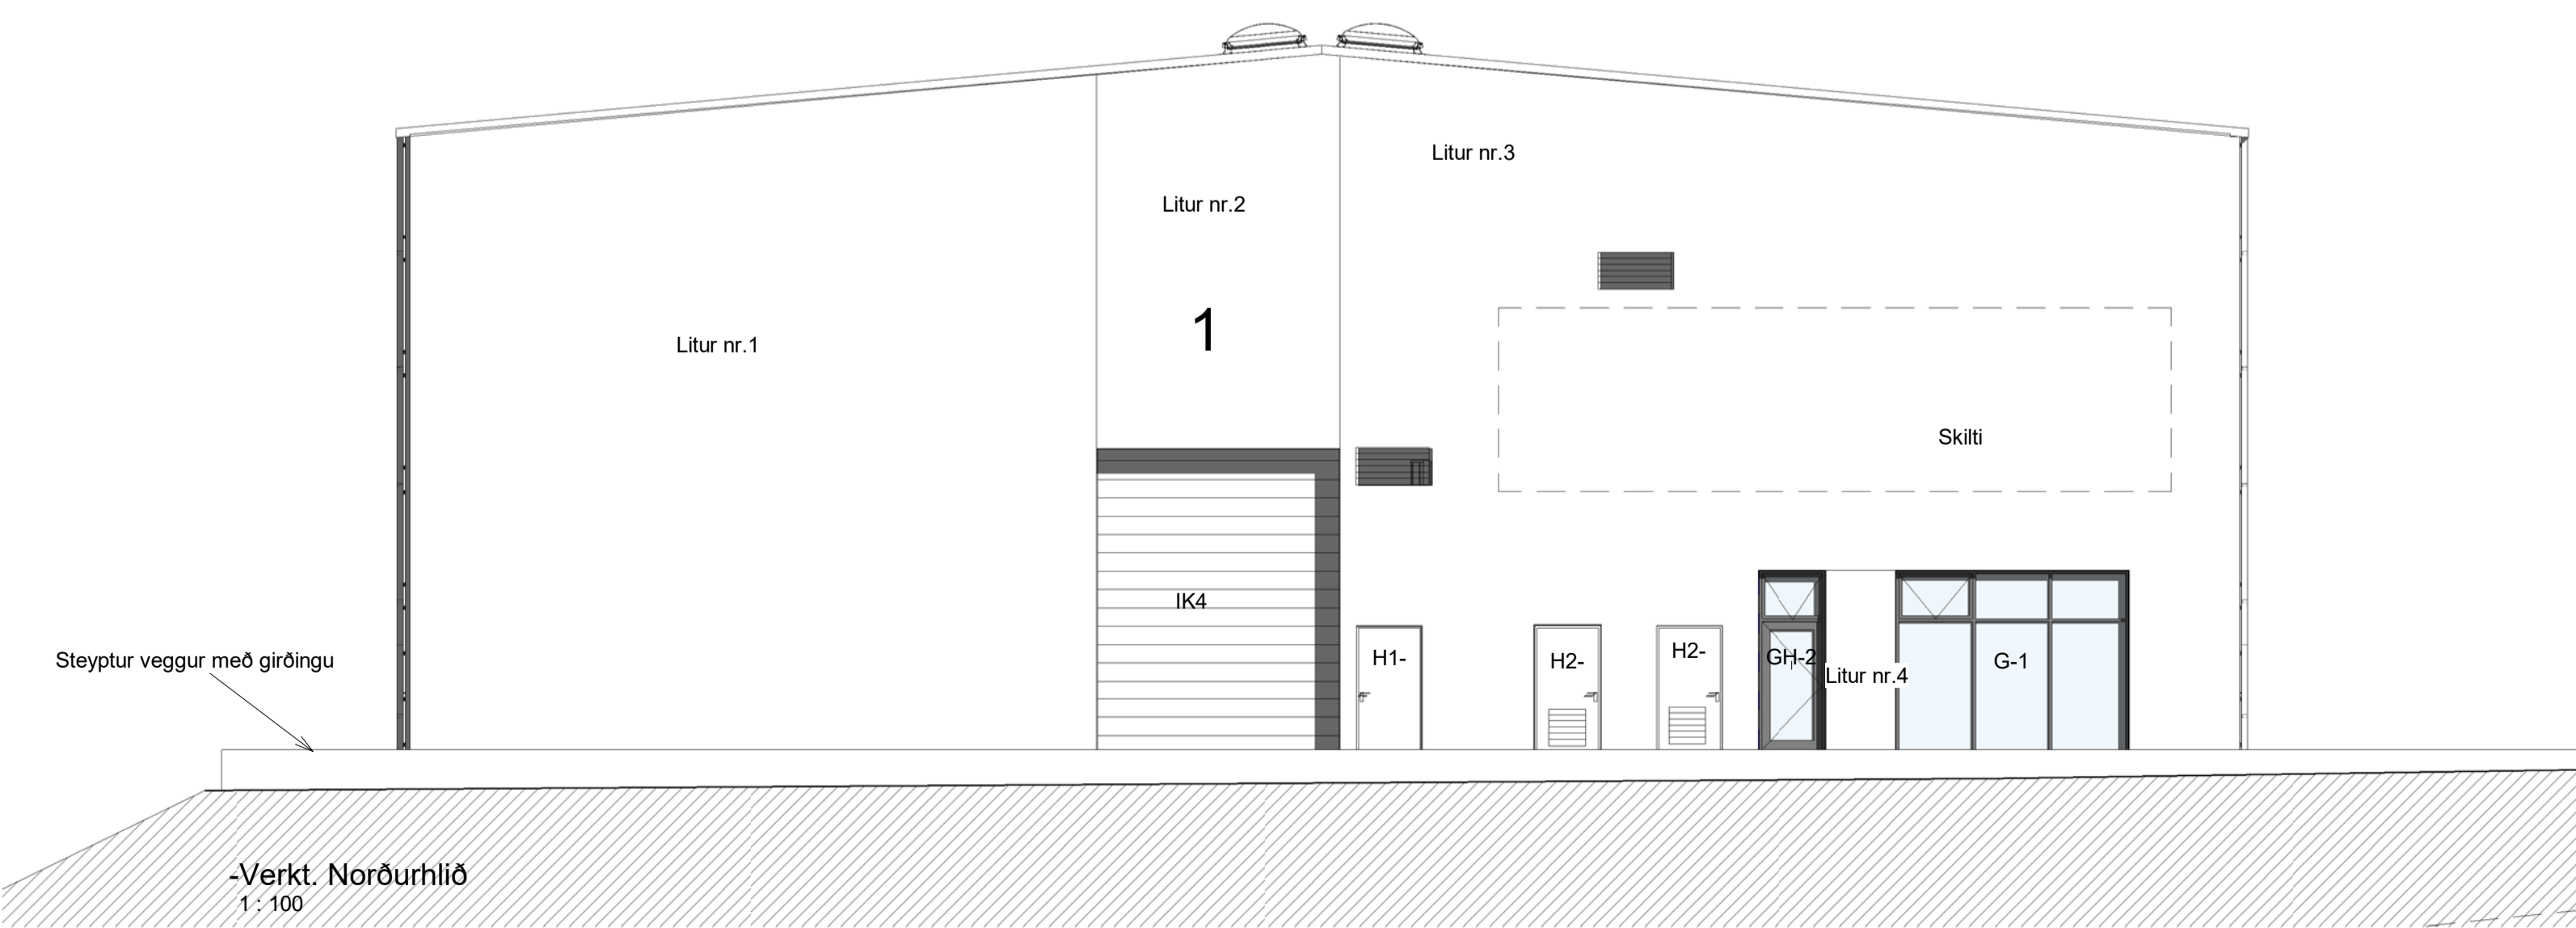 Litur nr.3
Litur nr.2
1
Litur nr.1
Skilti
IK4
H1-
H2-
H2-
GH-2
Litur nr.4
G-1
Steyptur veggur með girðingu
-Verkt. Norðurhlið
1 : 100